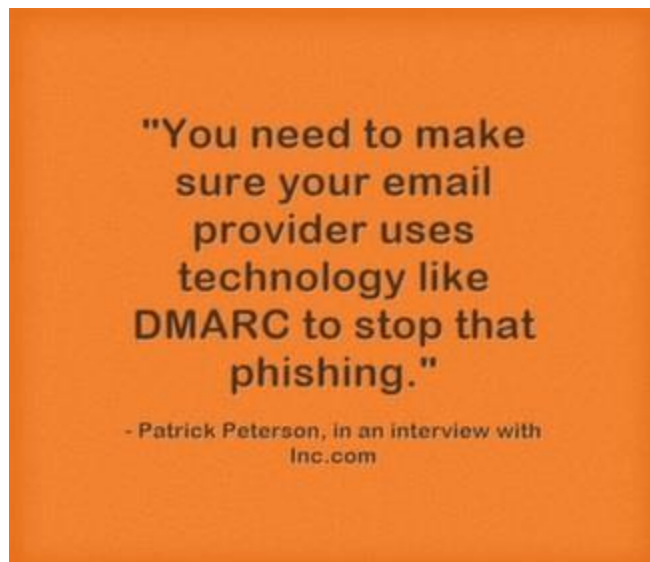 "You need to make
sure your email
provider uses
technology like
DMARC to stop that
phishing."
- Patrick Peterson, in an interview with
Inc.com